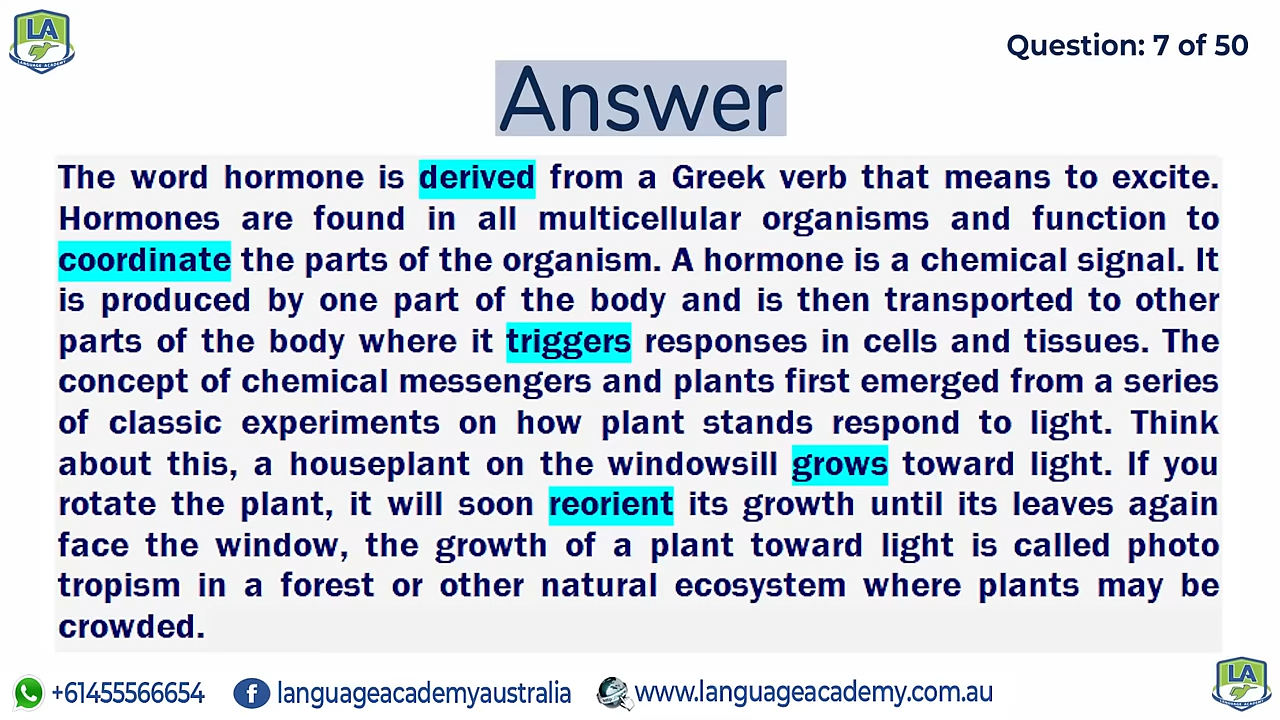 LA
LANGUAGE ACADEMY
Question: 7 of 50
Answer
The word hormone is derived from a Greek verb that means to excite.
Hormones are found in all multicellular organisms and function to
coordinate the parts of the organism. A hormone is a chemical signal. It
is produced by one part of the body and is then transported to other
parts of the body where it triggers responses in cells and tissues. The
concept of chemical messengers and plants first emerged from a series
of classic experiments on how plant stands respond to light. Think
about this, a houseplant on the windowsill grows toward light. If you
rotate the plant, it will soon reorient its growth until its leaves again
face the window, the growth of a plant toward light is called photo
tropism in a forest or other natural ecosystem where plants may be
crowded.
+61455566654
languageacademyaustralia
www.languageacademy.com.au
LA
LANGUAGE ACADEMY